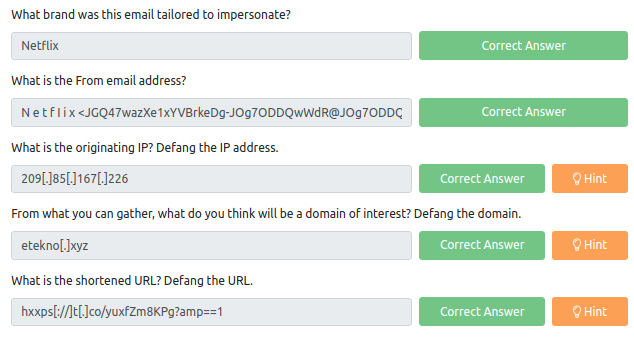 What brand was this email tailored to impersonate?
Netflix
Correct Answer
What is the From email address?
N e t f l i x <JGQ47wazXe1xYVBrkeDg-JOg7ODDQwWdR@JOg7ODDQ
Correct Answer
What is the originating IP? Defang the IP address.
209[.]85[.]167[.]226
Correct Answer
Hint
From what you can gather, what do you think will be a domain of interest? Defang the domain.
etekno[.]xyz
Correct Answer
Hint
What is the shortened URL? Defang the URL.
hxxps[://]t[.]co/yuxfZm8KPg?amp==1
Correct Answer
Hint